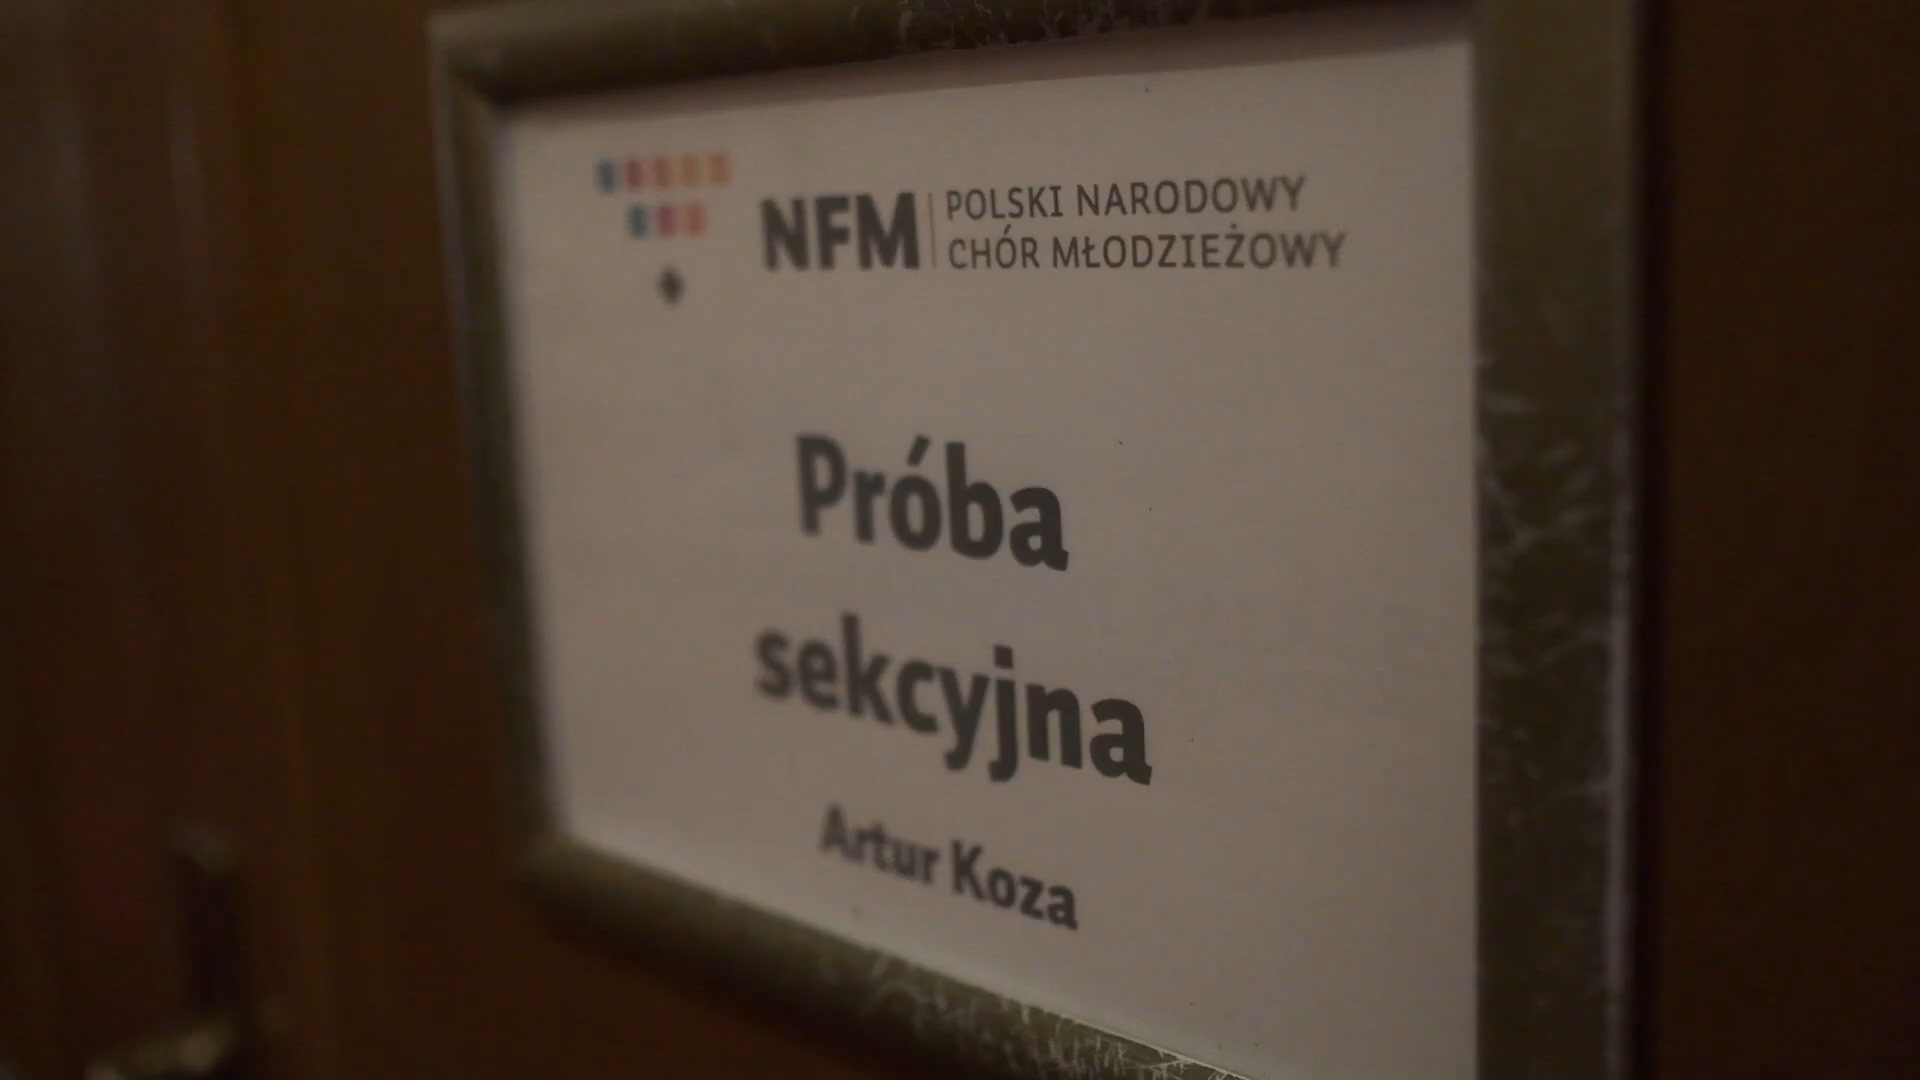 NFM
POLSKI NARODOWY
CHÓR MŁODZIEŻOWY
Próba
sekcyjna
Artur Koza